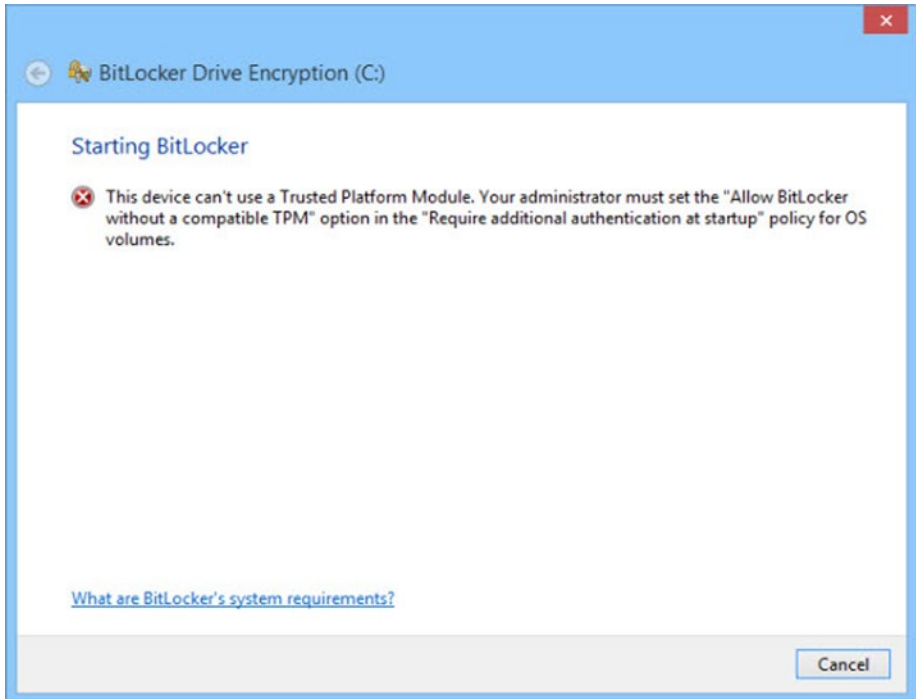 BitLocker Drive Encryption (C:)
Starting BitLocker
This device can't use a Trusted Platform Module. Your administrator must set the "Allow BitLocker
without a compatible TPM" option in the "Require additional authentication at startup" policy for OS
volumes.
What are BitLocker's system requirements?
Cancel